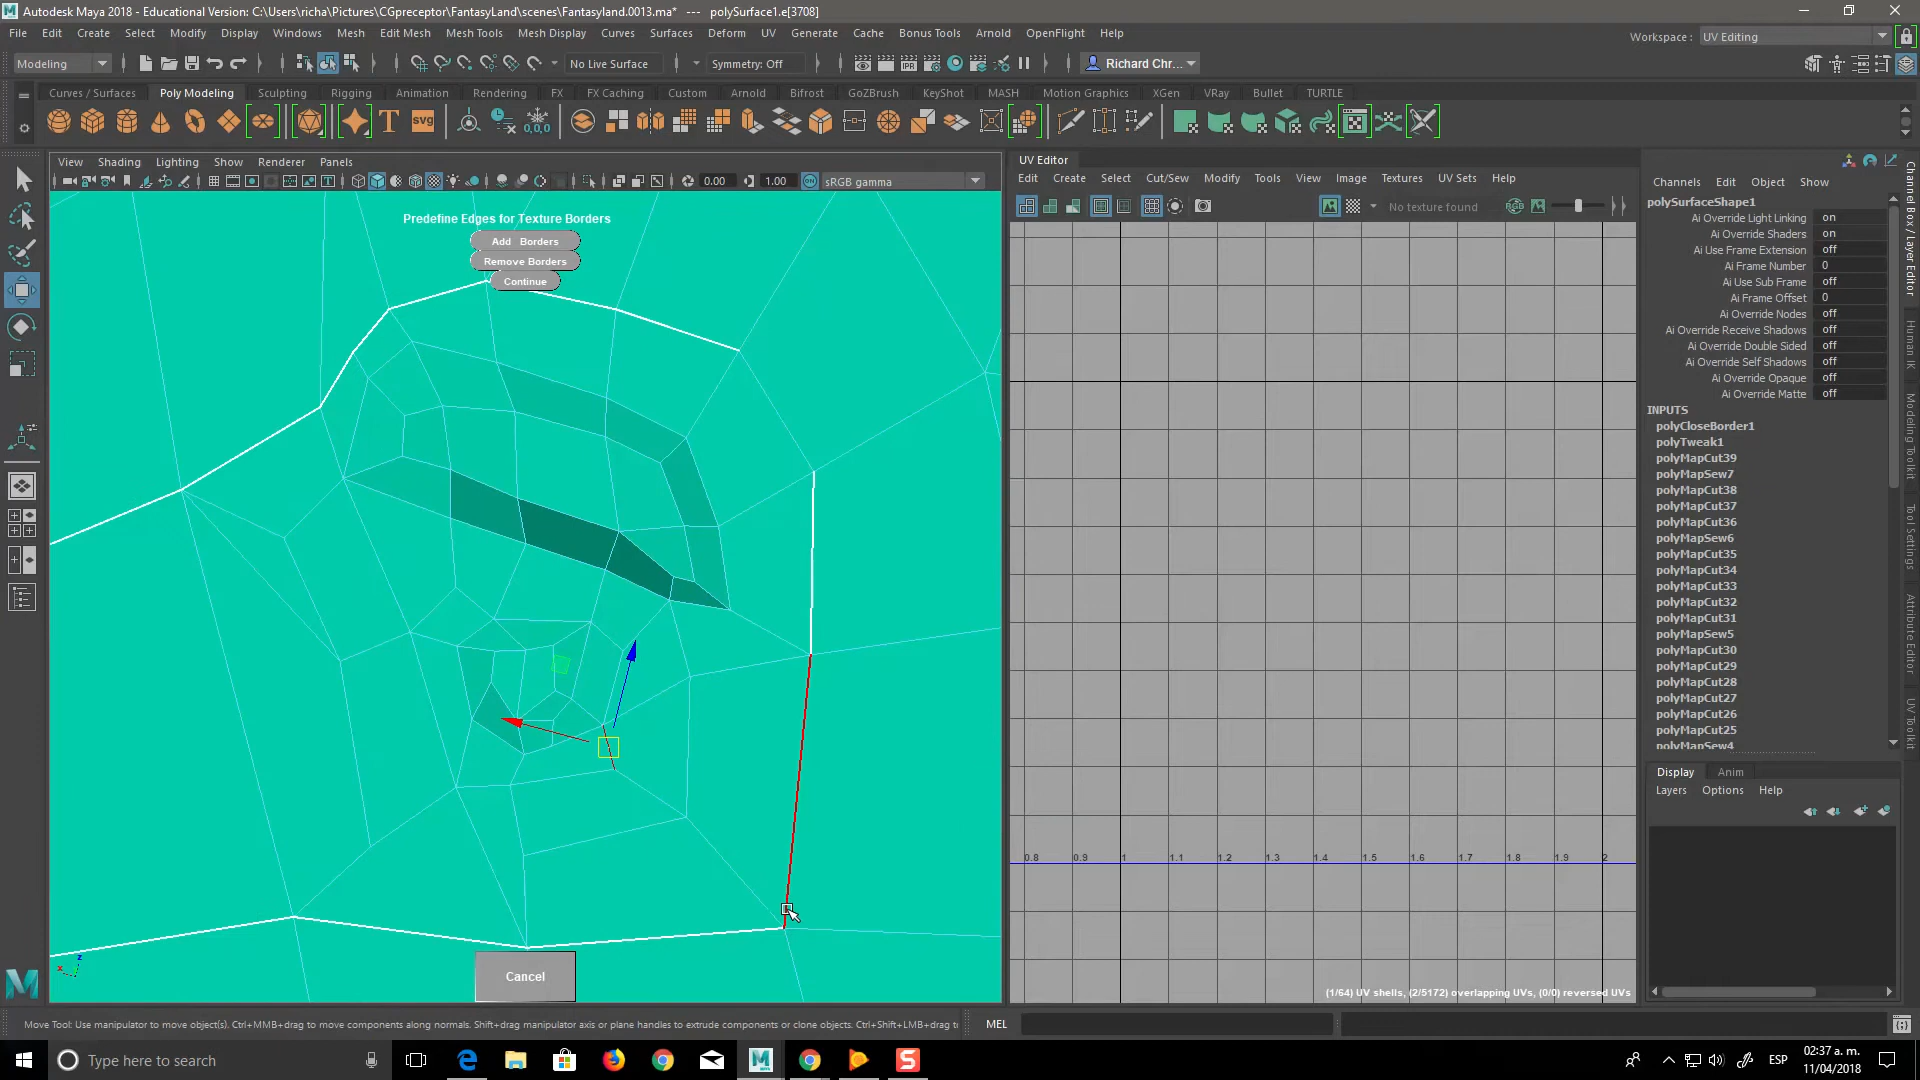 Autodesk Maya 2018 - Educational Version: C:\Users\richa\Pictures\CGpreceptor\FantasyLand\scenes\Fantasyland.0013.ma* --- polySurface1.e[3708]
File Edit Create Select Modify Display Windows Mesh Edit Mesh Mesh Tools Mesh Display Curves Surfaces Deform UV Generate Cache Bonus Tools Arnold OpenFlight Help
Workspace : UV Editing
Modeling No Live Surface Symmetry: Off Richard Chr...
Curves / Surfaces Poly Modeling Sculpting Rigging Animation Rendering FX FX Caching Custom Arnold Bifrost GoZBrush KeyShot MASH Motion Graphics XGen VRay Bullet TURTLE
View Shading Lighting Show Renderer Panels
0.00 1.00 sRGB gamma
Predefine Edges for Texture Borders
Add Borders
Remove Borders
Continue
Cancel
UV Editor
Edit Create Select Cut/Sew Modify Tools View Image Textures UV Sets Help
No texture found
0.8 0.9 1 1.1 1.2 1.3 1.4 1.5 1.6 1.7 1.8 1.9 2
(1/64) UV shells, (2/5172) overlapping UVs, (0/0) reversed UVs
Channels Edit Object Show
polySurfaceShape1
Ai Override Light Linking on
Ai Override Shaders on
Ai Use Frame Extension off
Ai Frame Number 0
Ai Use Sub Frame off
Ai Frame Offset 0
Ai Override Nodes off
Ai Override Receive Shadows off
Ai Override Double Sided off
Ai Override Self Shadows off
Ai Override Opaque off
Ai Override Matte off
INPUTS
polyCloseBorder1
polyTweak1
polyMapCut39
polyMapSew7
polyMapCut38
polyMapCut37
polyMapCut36
polyMapSew6
polyMapCut35
polyMapCut34
polyMapCut33
polyMapCut32
polyMapCut31
polyMapSew5
polyMapCut30
polyMapCut29
polyMapCut28
polyMapCut27
polyMapCut26
polyMapCut25
polyMapSew4
Display Anim
Layers Options Help
Channel Box / Layer Editor
Human IK
Modeling Toolkit
Tool Settings
Attribute Editor
UV Toolkit
Move Tool: Use manipulator to move object(s). Ctrl+MMB+drag to move components along normals. Shift+drag manipulator axis or plane handles to extrude components or clone objects. Ctrl+Shift+LMB+drag
MEL
Type here to search
ESP
02:37 a. m.
11/04/2018